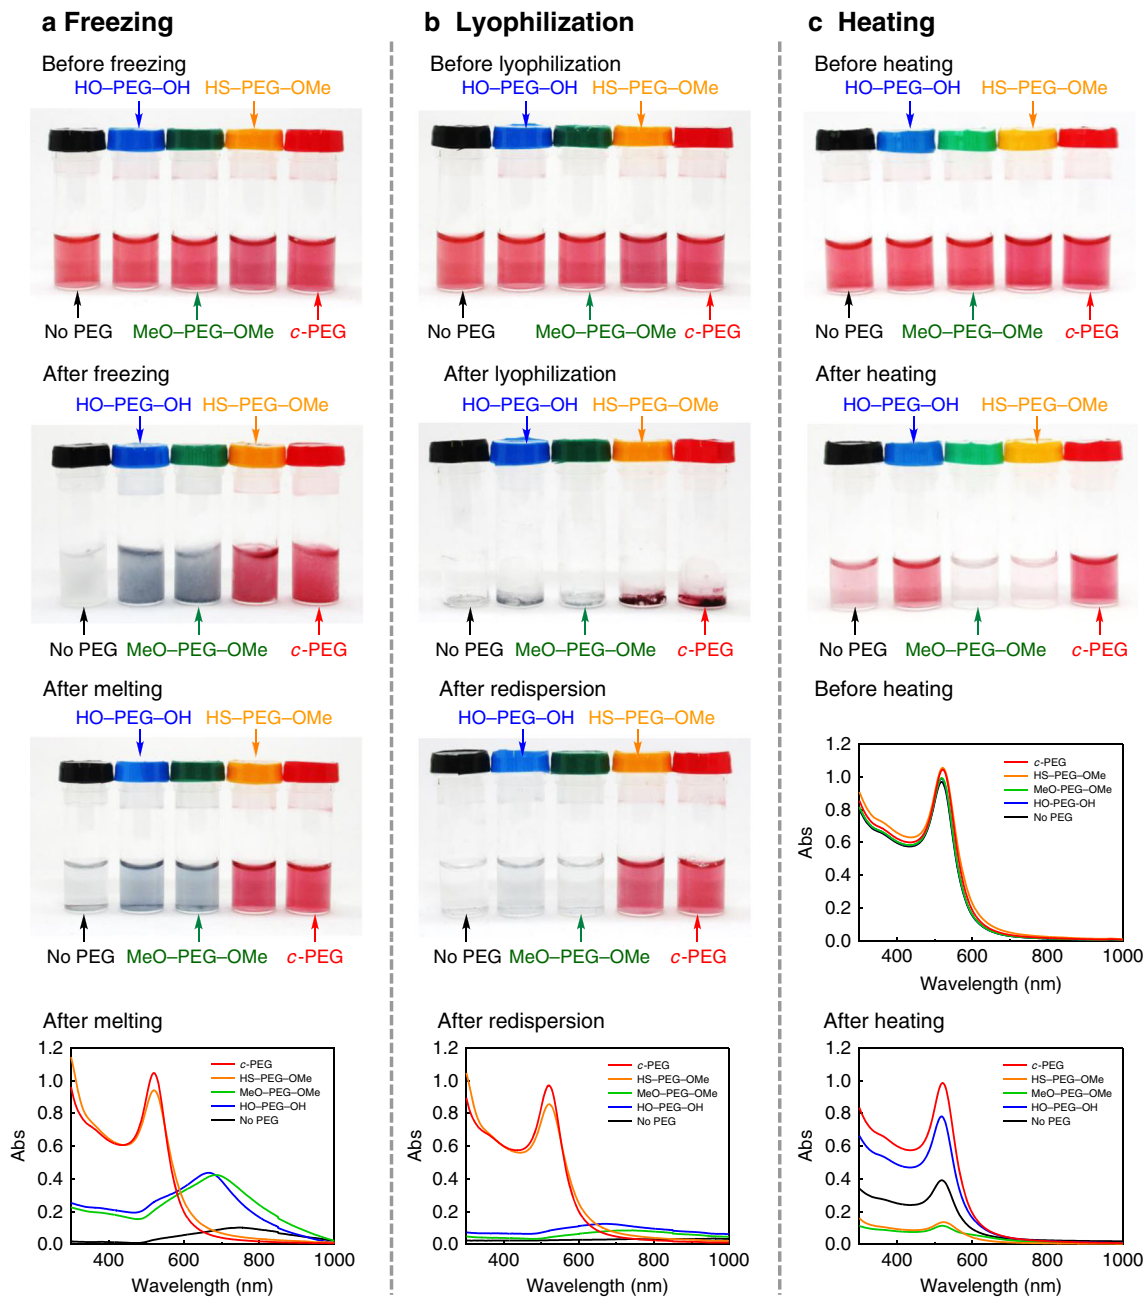 a Freezing
Before freezing
HO–PEG–OH HS–PEG–OMe
No PEG MeO–PEG–OMe c-PEG
After freezing
HO–PEG–OH HS–PEG–OMe
No PEG MeO–PEG–OMe c-PEG
After melting
HO–PEG–OH HS–PEG–OMe
No PEG MeO–PEG–OMe c-PEG
After melting
1.2
1.0
0.8
0.6
0.4
0.2
0.0
Abs
c-PEG
HS–PEG–OMe
MeO–PEG–OMe
HO–PEG–OH
No PEG
400 600 800 1000
Wavelength (nm)
b Lyophilization
Before lyophilization
HO–PEG–OH HS–PEG–OMe
No PEG MeO–PEG–OMe c-PEG
After lyophilization
HO–PEG–OH HS–PEG–OMe
No PEG MeO–PEG–OMe c-PEG
After redispersion
HO–PEG–OH HS–PEG–OMe
No PEG MeO–PEG–OMe c-PEG
After redispersion
1.2
1.0
0.8
0.6
0.4
0.2
0.0
Abs
c-PEG
HS–PEG–OMe
MeO–PEG–OMe
HO–PEG–OH
No PEG
400 600 800 1000
Wavelength (nm)
c Heating
Before heating
HO–PEG–OH HS–PEG–OMe
No PEG MeO–PEG–OMe c-PEG
After heating
HO–PEG–OH HS–PEG–OMe
No PEG MeO–PEG–OMe c-PEG
Before heating
1.2
1.0
0.8
0.6
0.4
0.2
0.0
Abs
c-PEG
HS–PEG–OMe
MeO-PEG–OMe
HO-PEG-OH
No PEG
400 600 800 1000
Wavelength (nm)
After heating
1.2
1.0
0.8
0.6
0.4
0.2
0.0
Abs
c-PEG
HS–PEG–OMe
MeO–PEG–OMe
HO–PEG–OH
No PEG
400 600 800 1000
Wavelength (nm)